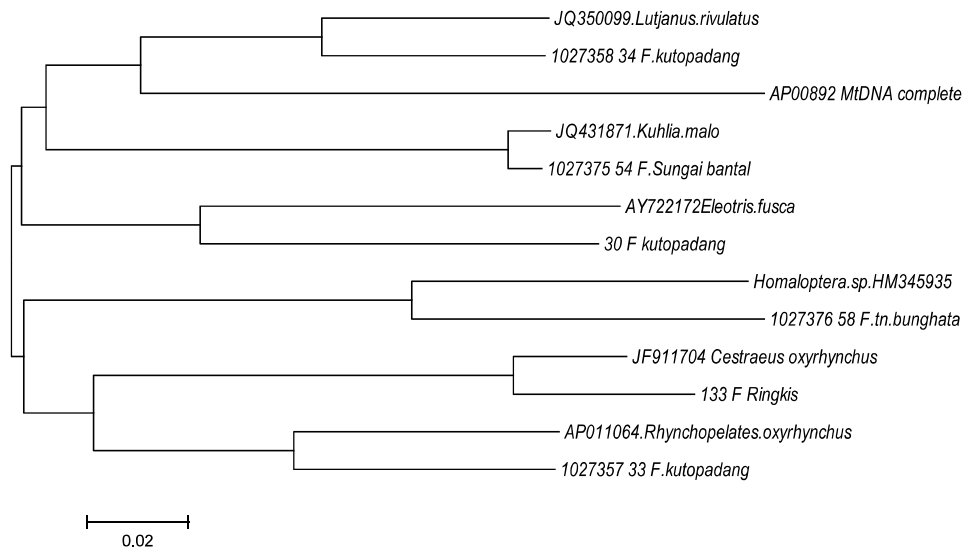 JQ350099.Lutjanus.rivulatus
1027358 34 F.kutopadang
AP00892 MtDNA complete
JQ431871.Kuhlia.malo
1027375 54 F.Sungai bantal
AY722172Eleotris.fusca
30 F kutopadang
Homaloptera.sp.HM345935
1027376 58 F.tn.bunghata
JF911704 Cestraeus oxyrhynchus
133 F Ringkis
AP011064.Rhynchopelates.oxyrhynchus
1027357 33 F.kutopadang
0.02